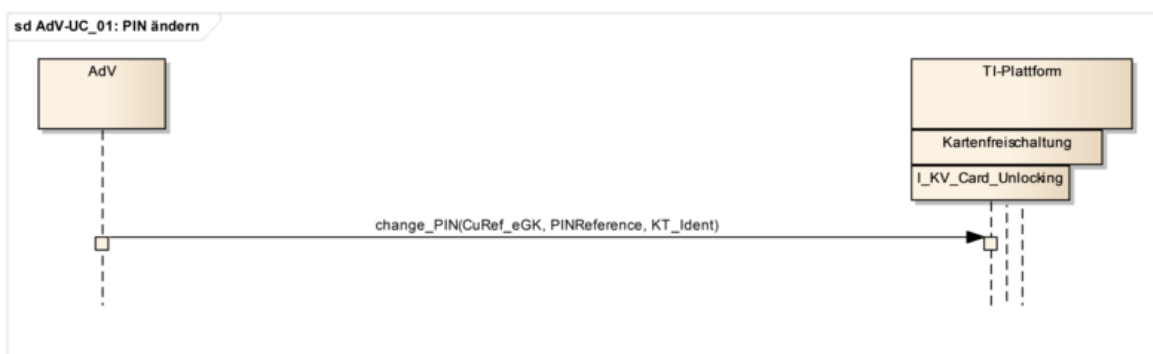 sd AdV-UC_01: PIN ändern
AdV
TI-Plattform
Kartenfreischaltung
I_KV_Card_Unlocking
change_PIN(CuRef_eGK, PINReference, KT_Ident)